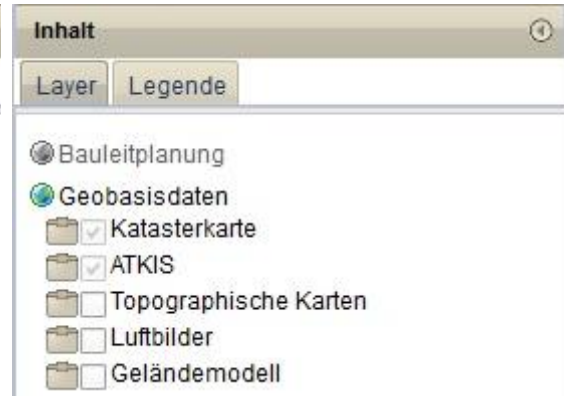 Inhalt
Layer Legende
Bauleitplanung
Geobasisdaten
Katasterkarte
ATKIS
Topographische Karten
Luftbilder
Geländemodell